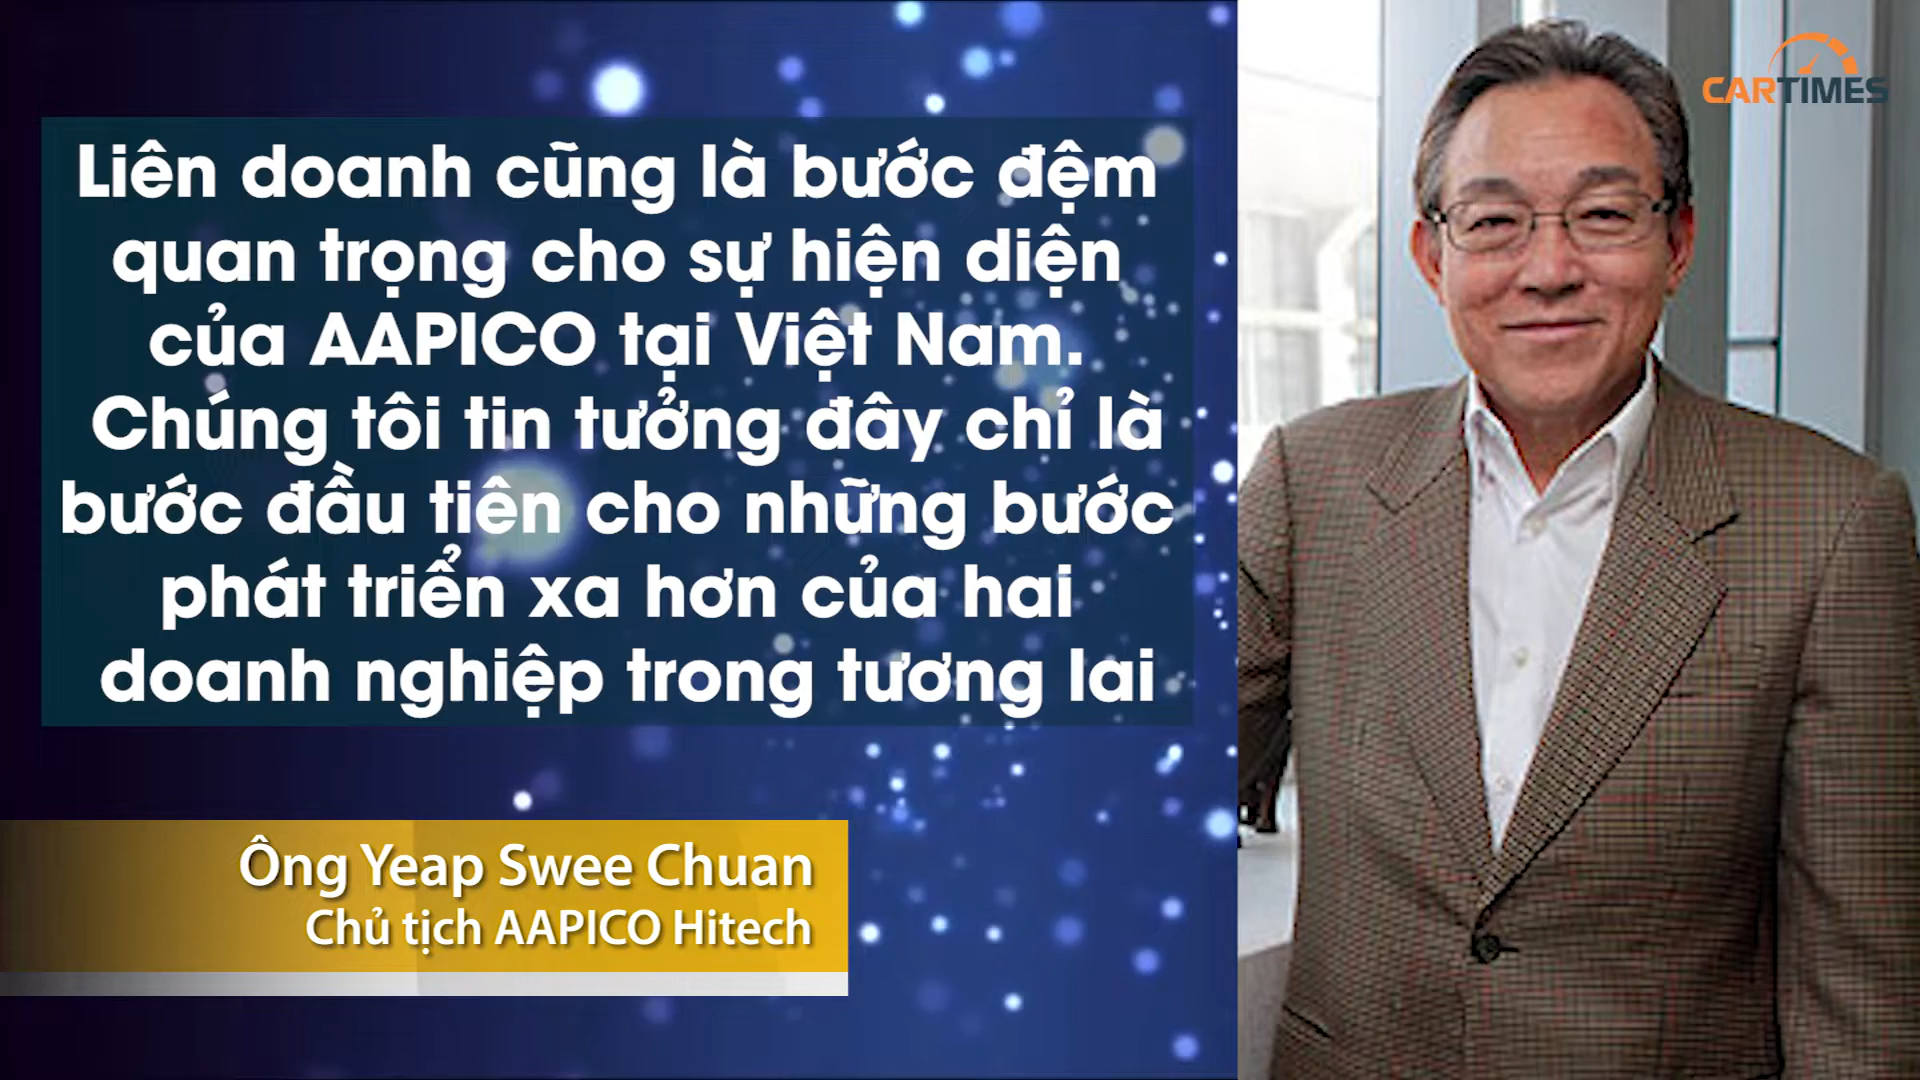 CARTIMES
Liên doanh cũng là bước đệm
quan trọng cho sự hiện diện
của AAPICO tại Việt Nam.
Chúng tôi tin tưởng đây chỉ là
bước đầu tiên cho những bước
phát triển xa hơn của hai
doanh nghiệp trong tương lai
Ông Yeap Swee Chuan
Chủ tịch AAPICO Hitech